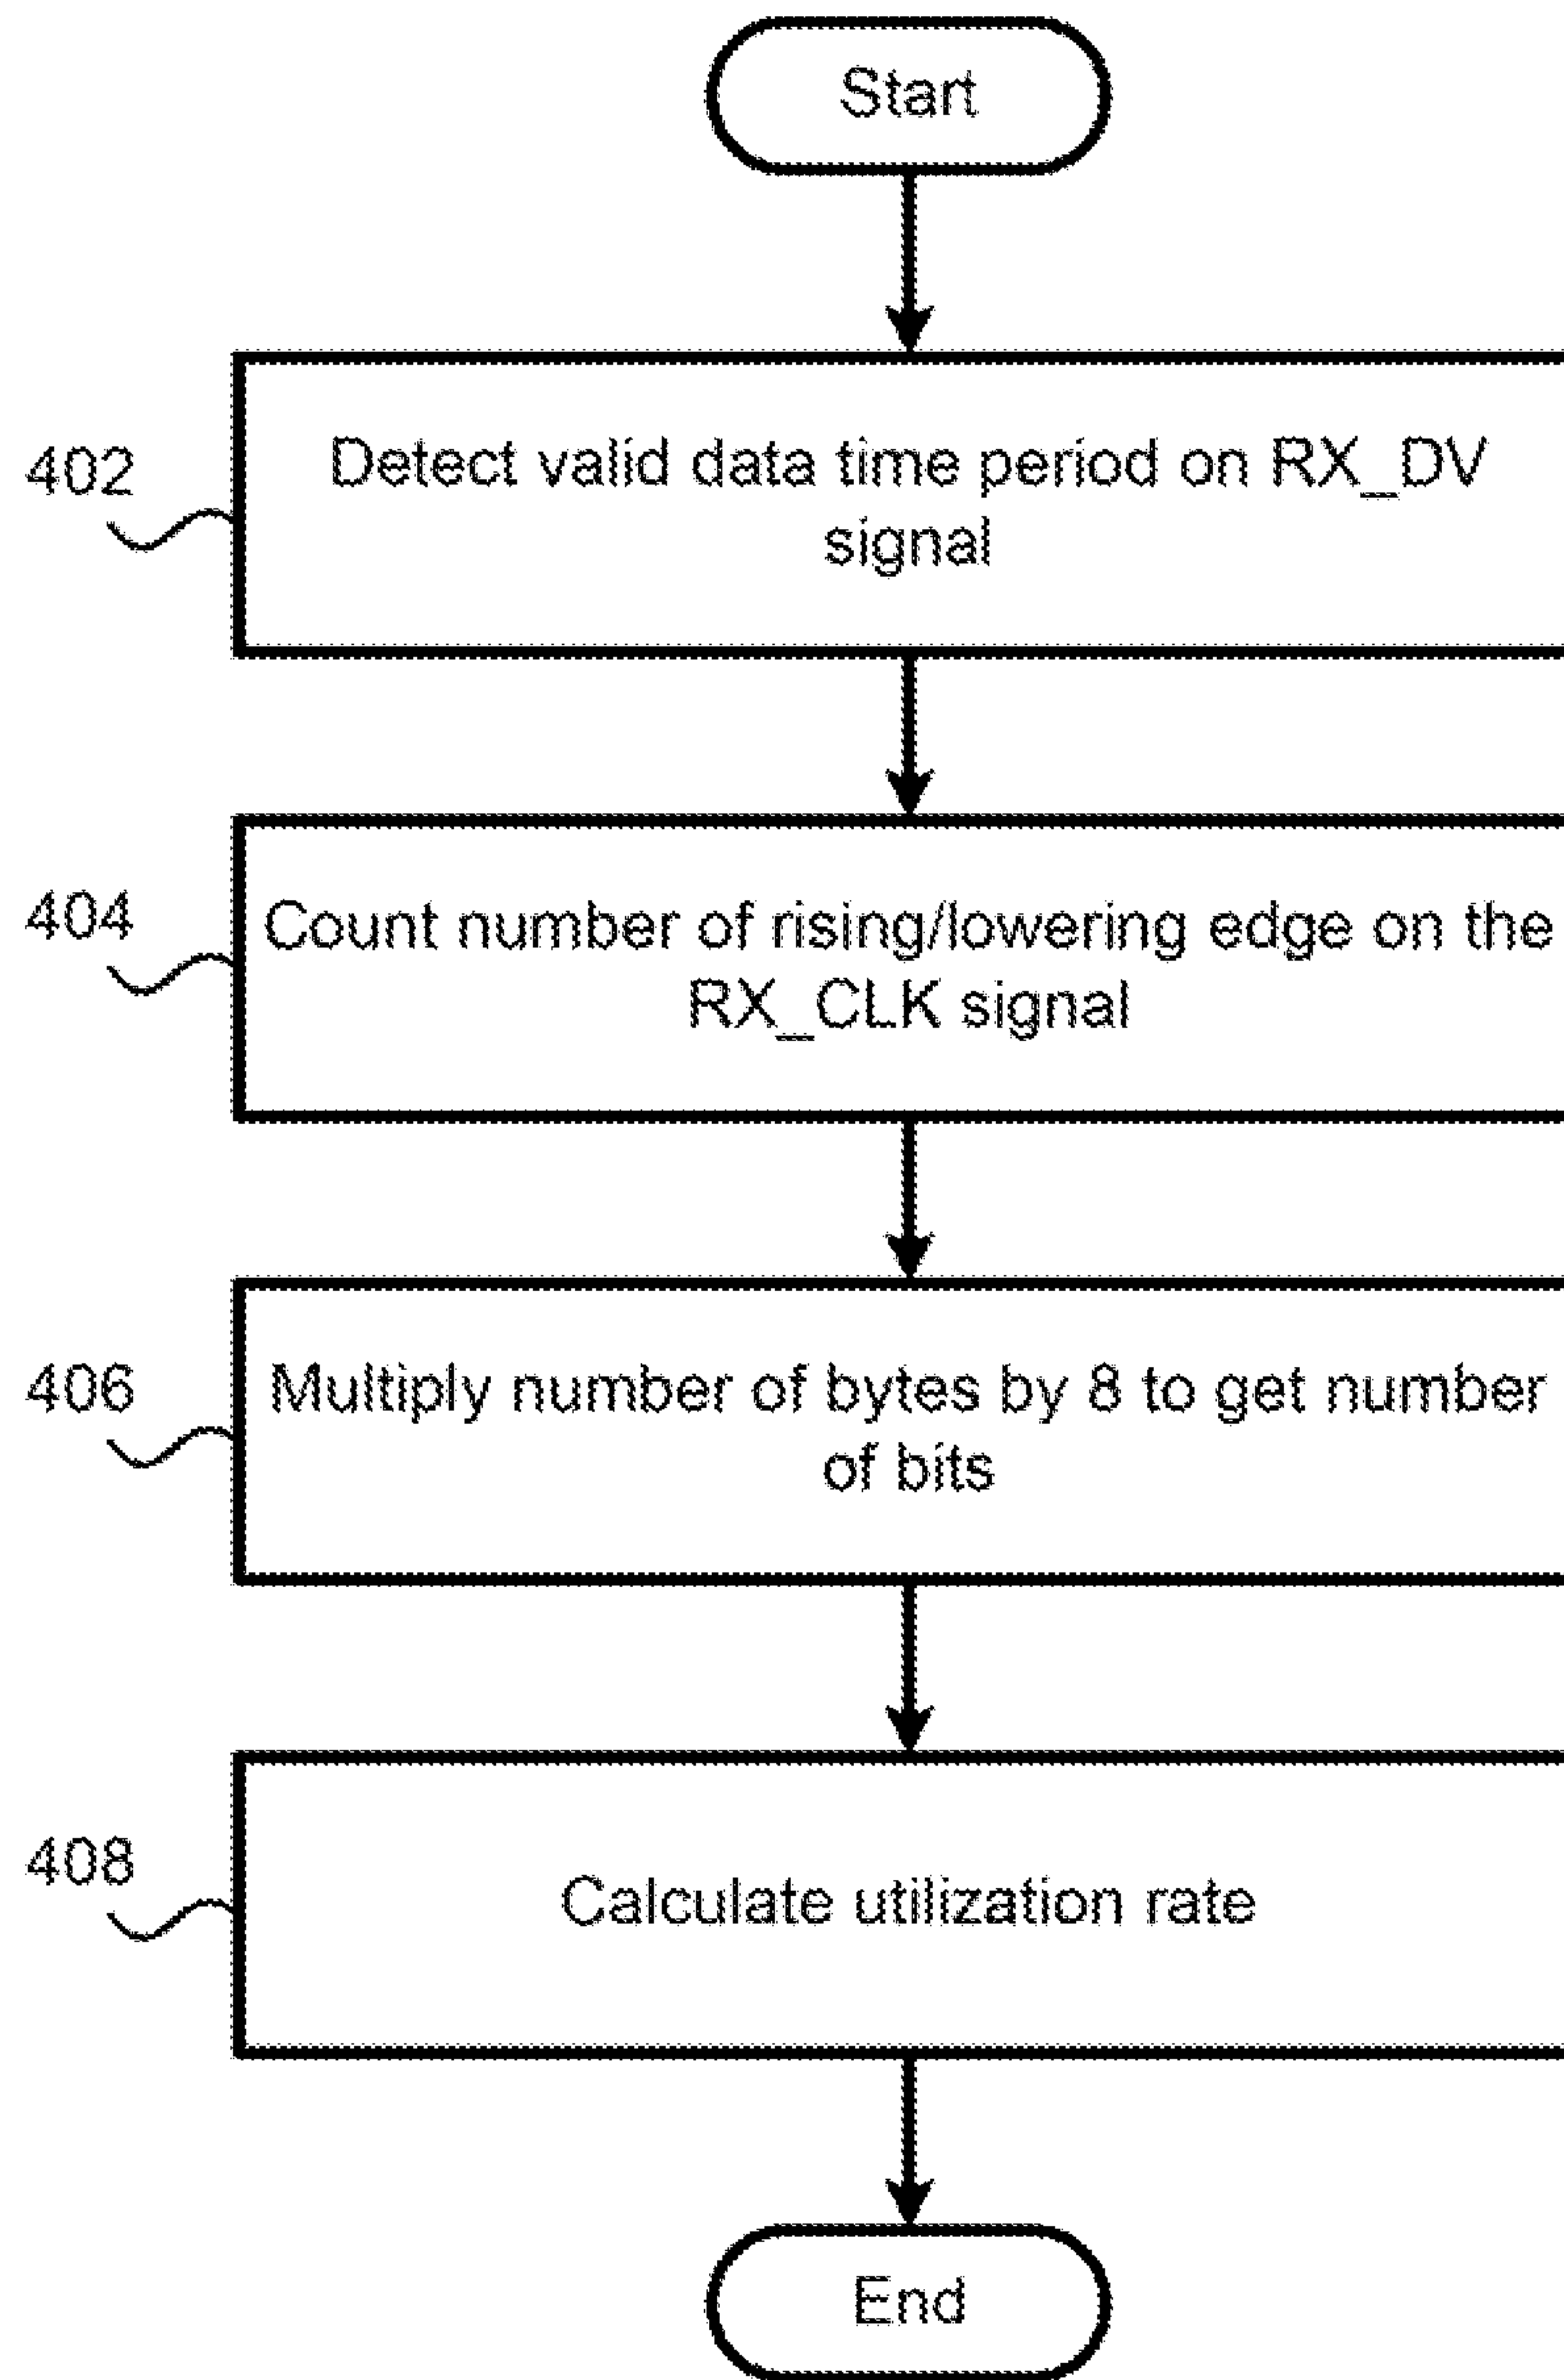 Start
402
Detect valid data time period on RX_DV
signal
404
Count number of rising/lowering edge on the
RX_CLK signal
406
Multiply number of bytes by 8 to get number
of bits
408
Calculate utilization rate
End